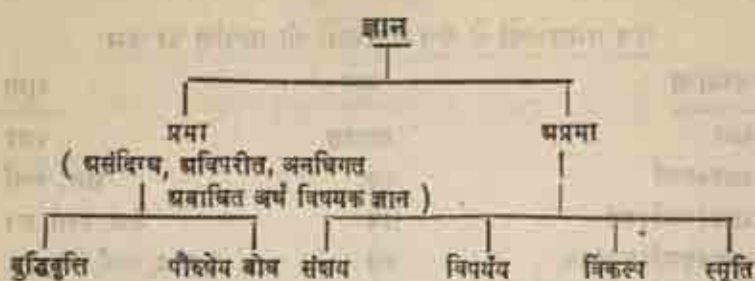 ज्ञान
प्रमा अप्रमा
( असंदिग्ध, अविपरीत, अनधिगत
अबाधित अर्थ विषयक ज्ञान )
बुद्धिवृत्ति पौरुषेय बोध संशय विपर्यय विकल्प स्मृति